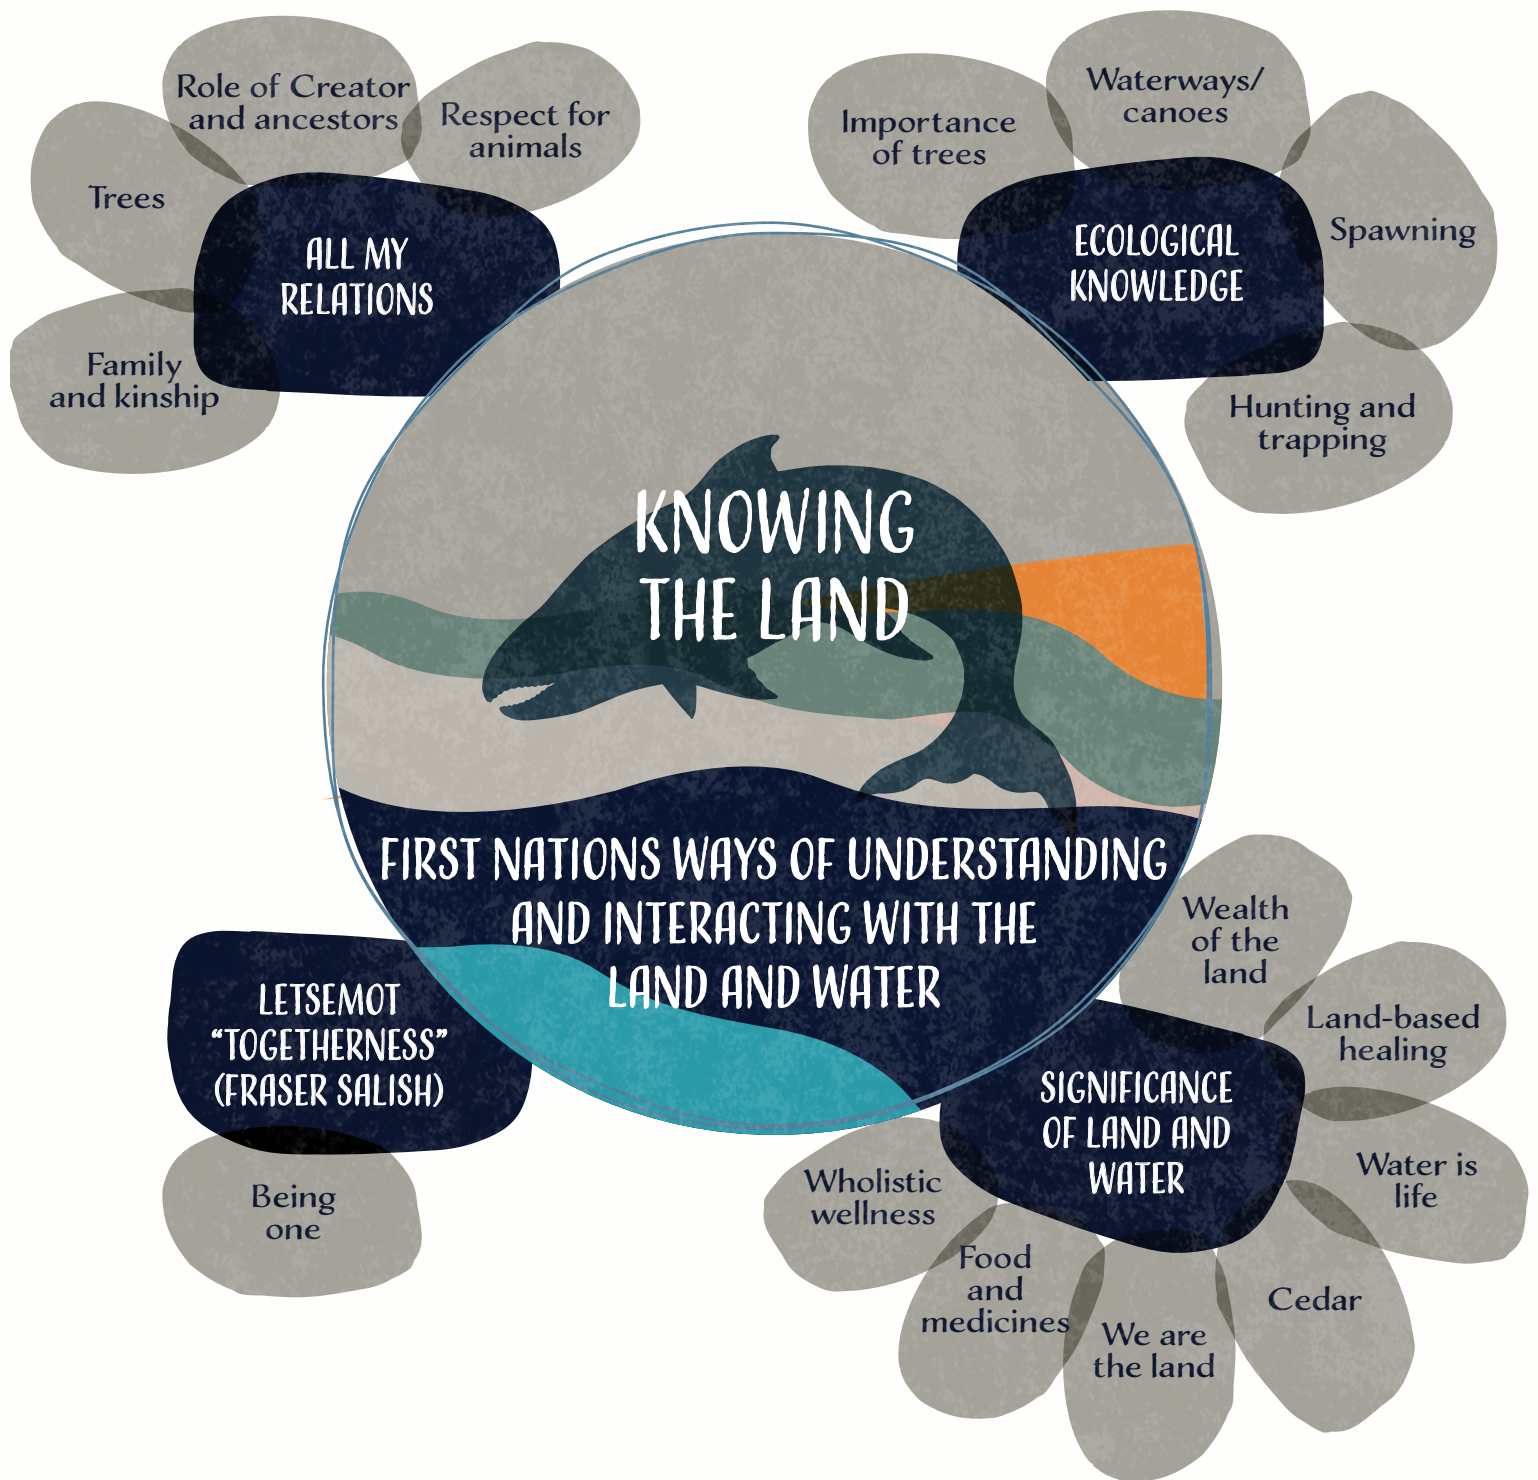 Role of Creator
and ancestors
Respect for
animals
Trees
Family
and kinship
ALL MY
RELATIONS
Importance
of trees
Waterways/
canoes
Spawning
Hunting and
trapping
ECOLOGICAL
KNOWLEDGE
KNOWING
THE LAND
FIRST NATIONS WAYS OF UNDERSTANDING
AND INTERACTING WITH THE
LAND AND WATER
LETSEMOT
“TOGETHERNESS”
(FRASER SALISH)
Being
one
SIGNIFICANCE
OF LAND AND
WATER
Wealth
of the
land
Land-based
healing
Water is
life
Cedar
We are
the land
Food
and
medicines
Wholistic
wellness